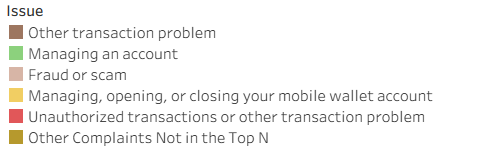 Issue
Other transaction problem
Managing an account
Fraud or scam
Managing, opening, or closing your mobile wallet account
Unauthorized transactions or other transaction problem
Other Complaints Not in the Top N